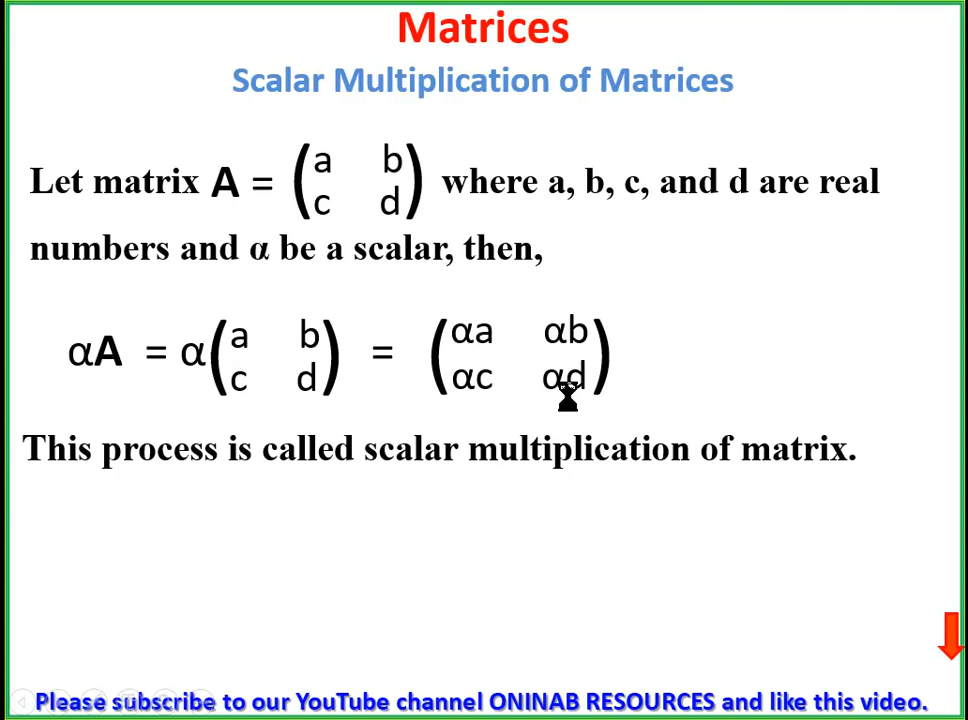 Matrices
Scalar Multiplication of Matrices
Let matrix A = (a b
c d) where a, b, c, and d are real
numbers and α be a scalar, then,
αA = α(a b
c d) = (αa αb
αc αd)
This process is called scalar multiplication of matrix.
Please subscribe to our YouTube channel ONINAB RESOURCES and like this video.